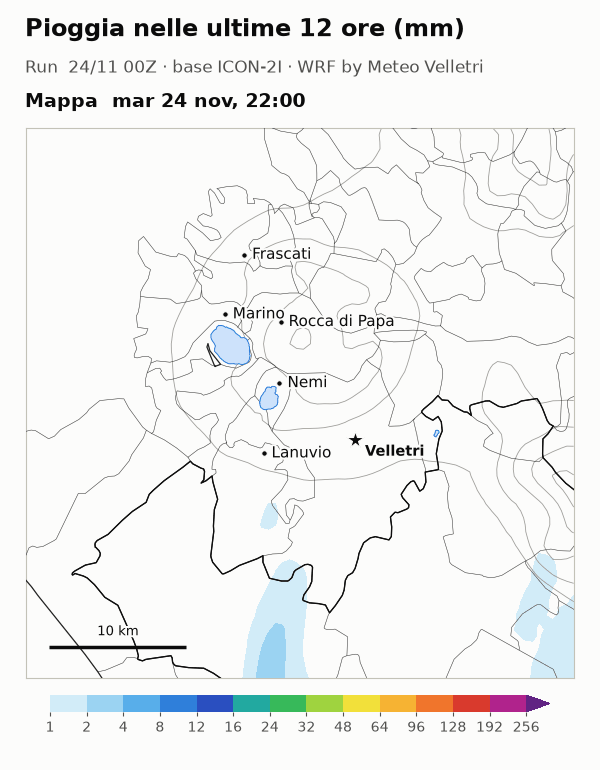 Pioggia nelle ultime 12 ore (mm)
Run  24/11 00Z · base ICON-2I · WRF by Meteo Velletri
Mappa  mar 24 nov, 22:00
Frascati
Marino
Rocca di Papa
Nemi
Velletri
Lanuvio
10 km
1 2 4 8 12 16 24 32 48 64 96 128 192 256